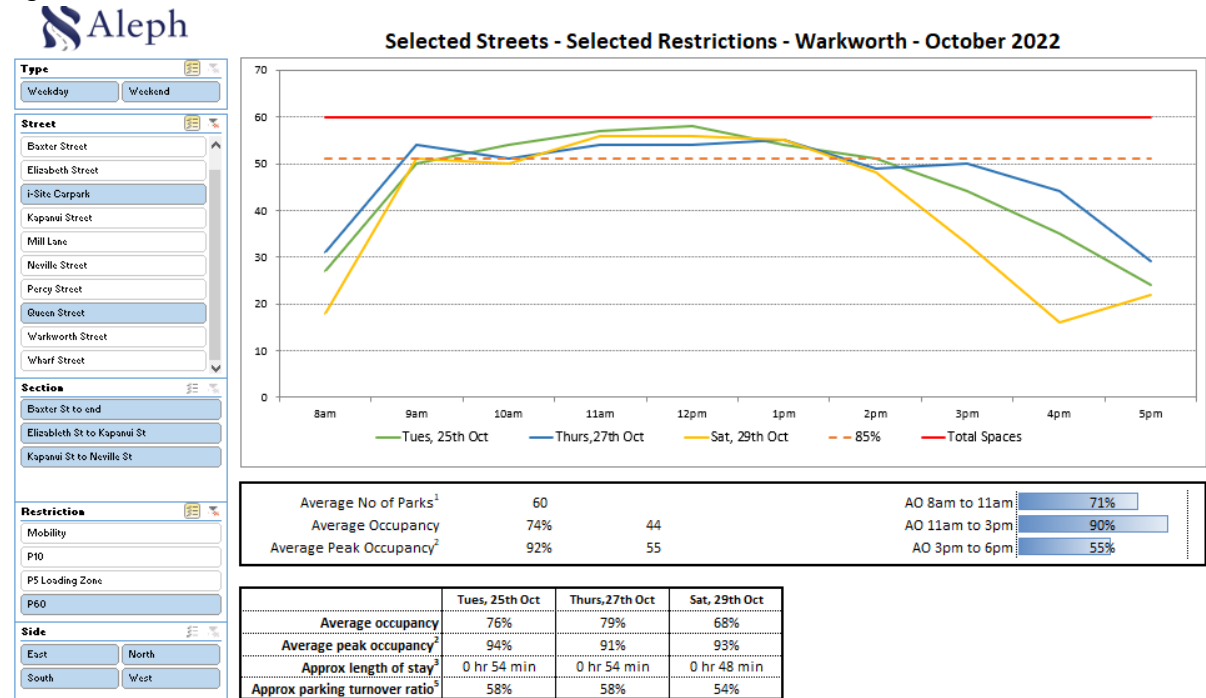 Aleph
Selected Streets - Selected Restrictions - Warkworth - October 2022
Type
Weekday Weekend
Street
Baxter Street
Elizabeth Street
i-Site Carpark
Kapanui Street
Mill Lane
Neville Street
Percy Street
Queen Street
Warkworth Street
Wharf Street
Section
Baxter St to end
Elizableth St to Kapanui St
Kapanui St to Neville St
Restriction
Mobility
P10
P5 Loading Zone
P60
Side
East North
South West
70
60
50
40
30
20
10
0
8am 9am 10am 11am 12pm 1pm 2pm 3pm 4pm 5pm
Tues, 25th Oct Thurs,27th Oct Sat, 29th Oct 85% Total Spaces
Average No of Parks¹ 60 AO 8am to 11am 71%
Average Occupancy 74% 44 AO 11am to 3pm 90%
Average Peak Occupancy² 92% 55 AO 3pm to 6pm 55%
Tues, 25th Oct Thurs,27th Oct Sat, 29th Oct
Average occupancy 76% 79% 68%
Average peak occupancy² 94% 91% 93%
Approx length of stay³ 0 hr 54 min 0 hr 54 min 0 hr 48 min
Approx parking turnover ratio⁵ 58% 58% 54%